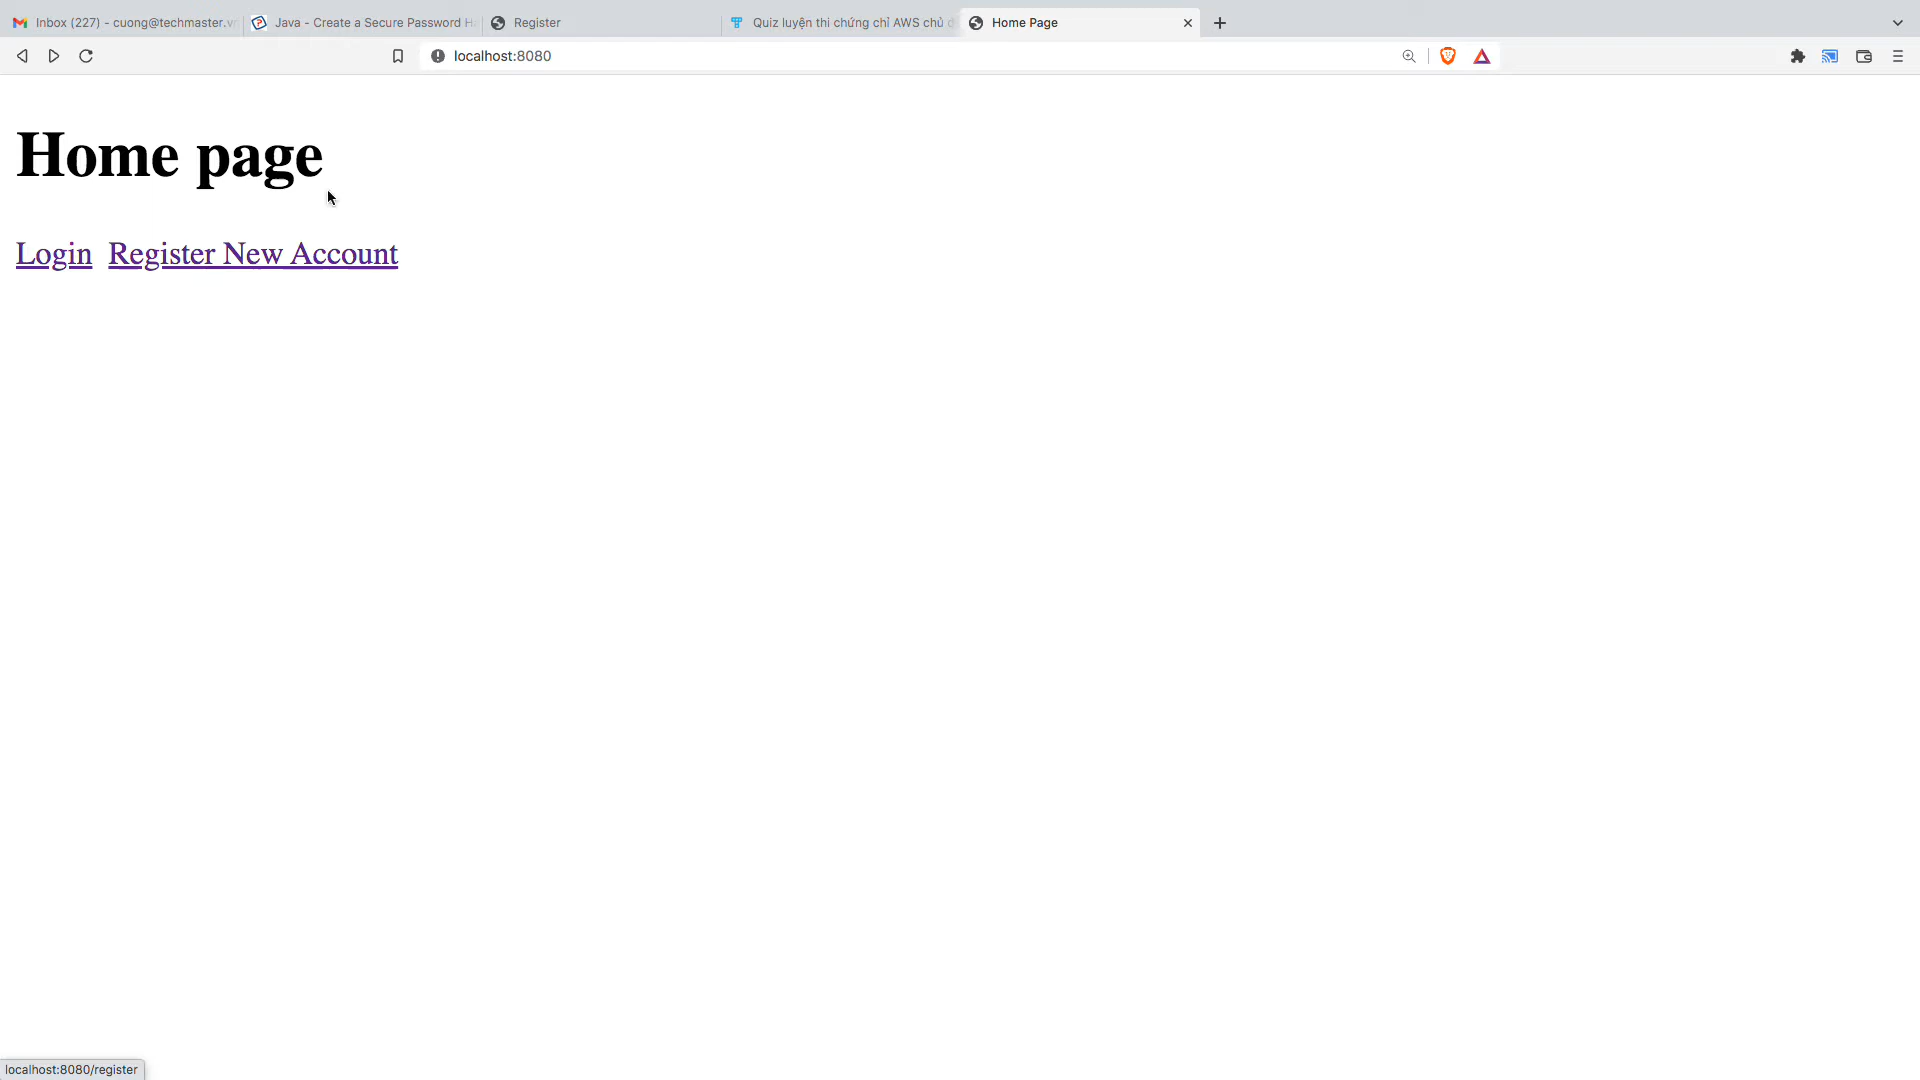 Inbox (227) - cuong@techmaster.v
Java - Create a Secure Password
Register
Quiz luyện thi chứng chỉ AWS chủ
Home Page
localhost:8080
Home page
Login Register New Account
localhost:8080/register